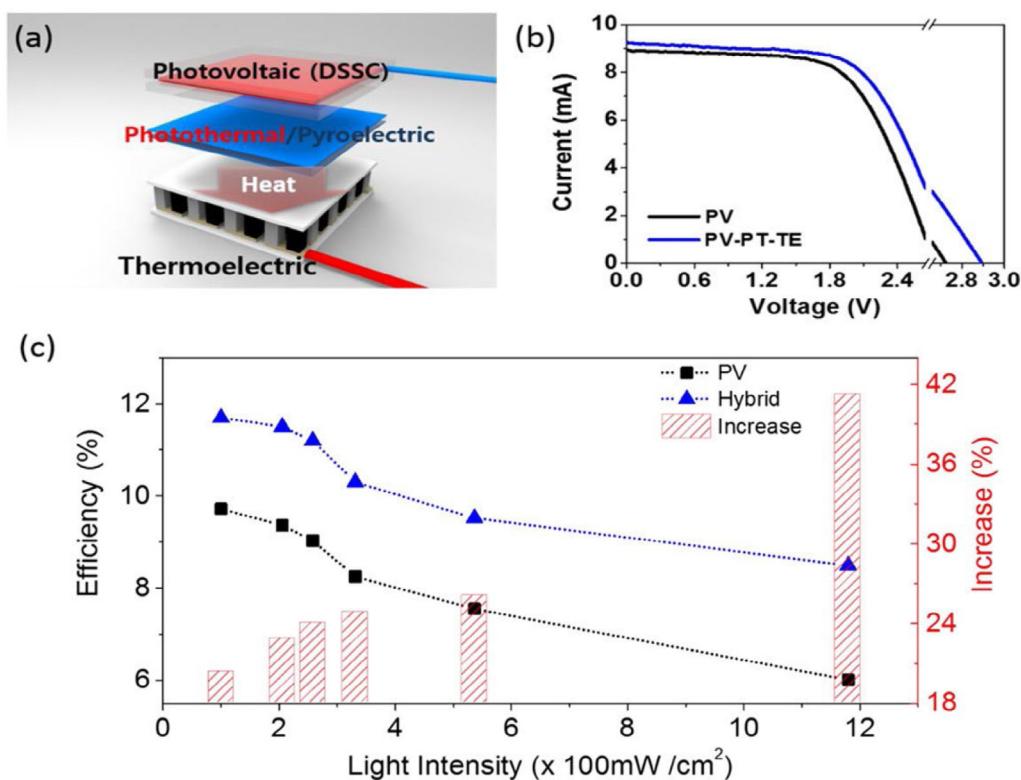 (a)
Photovoltaic (DSSC)
Photothermal/Pyroelectric
Heat
Thermoelectric
(b)
Current (mA)
10
8
6
4
2
0
PV
PV-PT-TE
0.0 0.6 1.2 1.8 2.4 2.8 3.0
Voltage (V)
(c)
Efficiency (%)
12
10
8
6
PV
Hybrid
Increase
42
36
30
24
18
Increase (%)
0 2 4 6 8 10 12
Light Intensity (x 100mW /cm²)